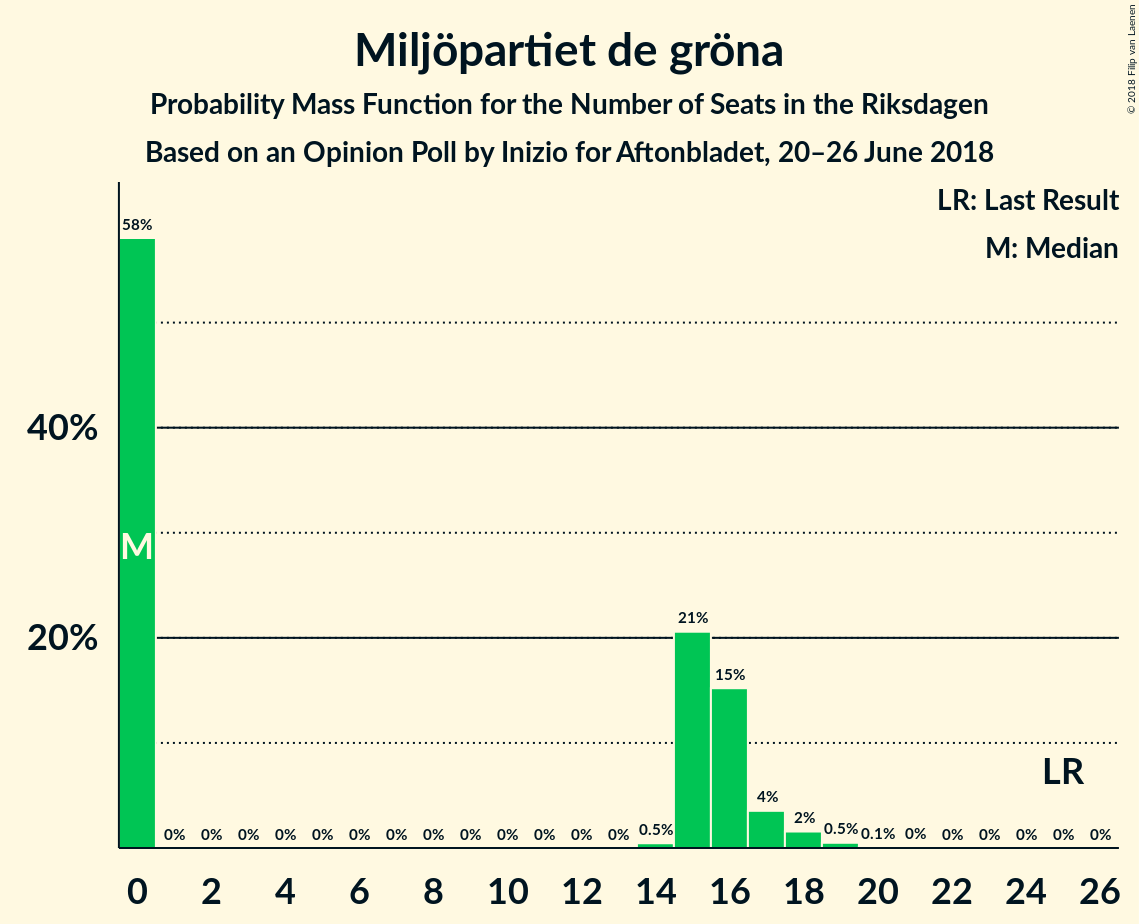 Miljöpartiet de gröna
Probability Mass Function for the Number of Seats in the Riksdagen
Based on an Opinion Poll by Inizio for Aftonbladet, 20–26 June 2018
© 2018 Filip van Laenen
LR: Last Result
M: Median
58%
40%
M
20%
21%
15%
LR
4%
2%
0% 0% 0% 0% 0% 0% 0% 0% 0% 0% 0% 0% 0% 0.5% 0.5% 0.1% 0% 0% 0% 0% 0% 0%
0 2 4 6 8 10 12 14 16 18 20 22 24 26